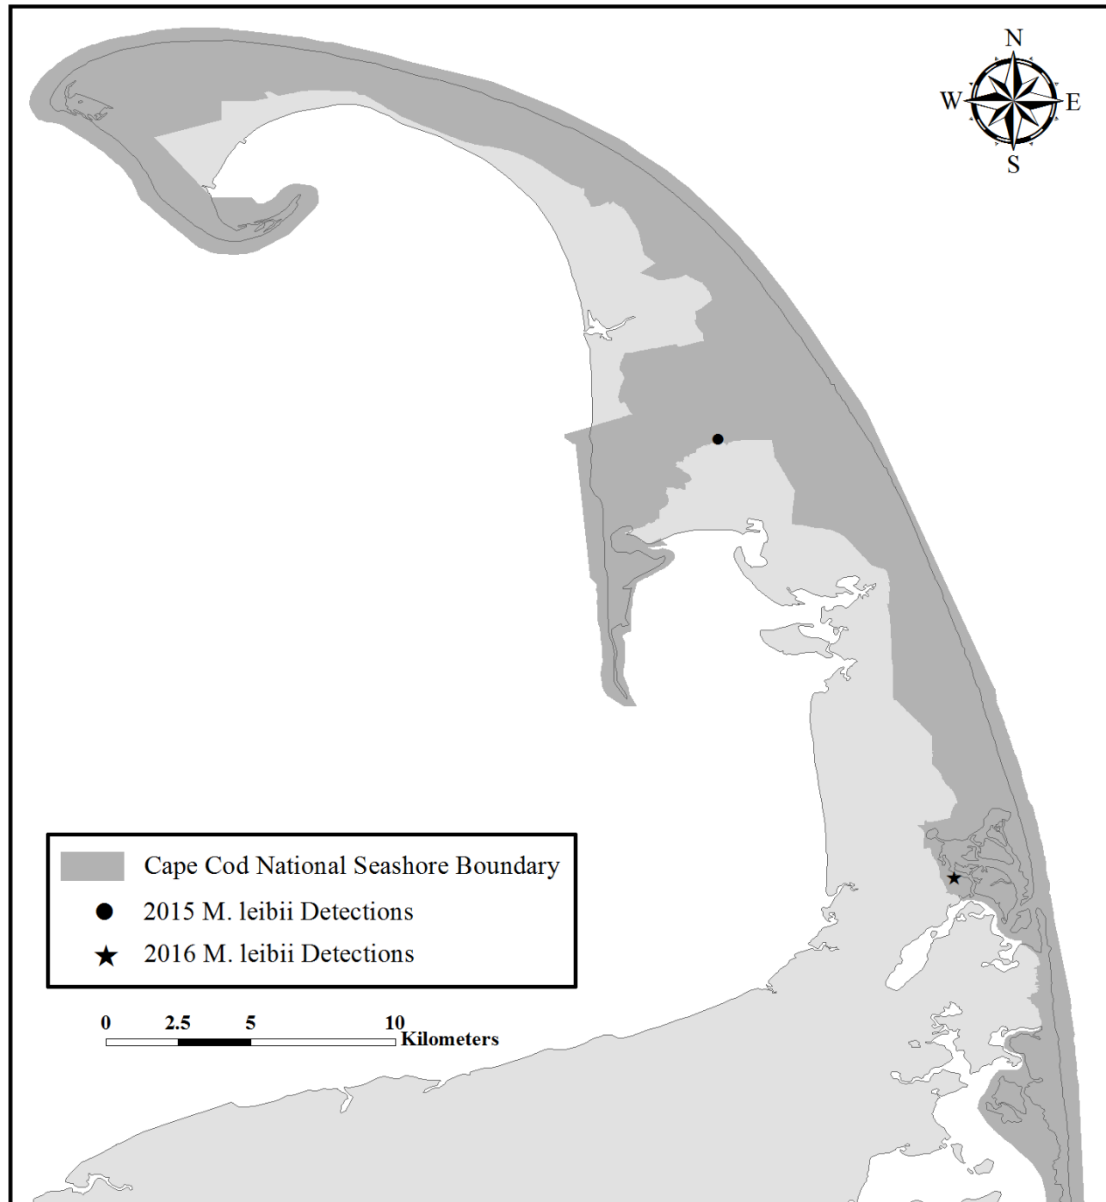 N
W E
S
Cape Cod National Seashore Boundary
2015 M. leibii Detections
2016 M. leibii Detections
0 2.5 5 10
Kilometers